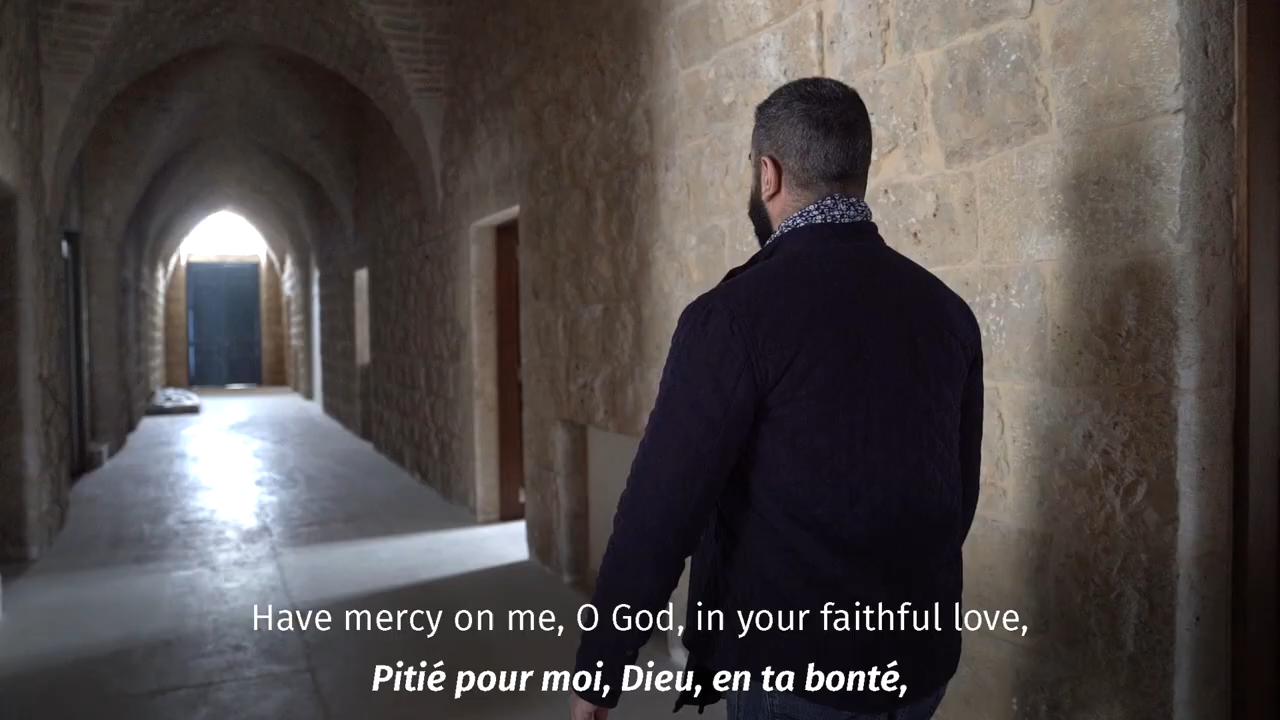 Have mercy on me, O God, in your faithful love,
Pitié pour moi, Dieu, en ta bonté,